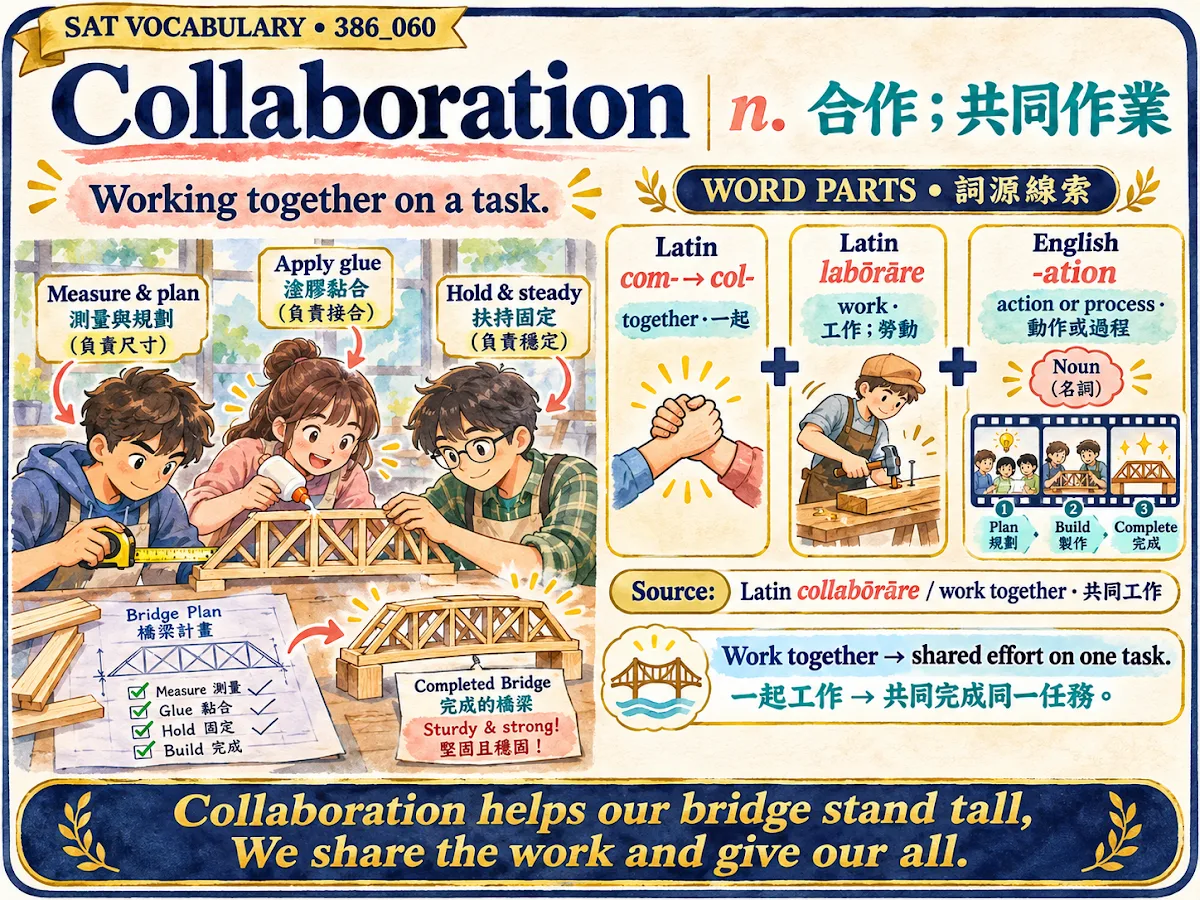 SAT VOCABULARY • 386_060
Collaboration
n. 合作；共同作業
Working together on a task.
Measure & plan
測量與規劃
(負責尺寸)
Apply glue
塗膠黏合
(負責接合)
Hold & steady
扶持固定
(負責穩定)
Bridge Plan
橋梁計畫
Measure 測量
Glue 黏合
Hold 固定
Build 完成
Completed Bridge
完成的橋梁
Sturdy & strong!
堅固且穩固！
WORD PARTS • 詞源線索
Latin
com- → col-
together · 一起
Latin
labōrāre
work ·
工作；勞動
English
-ation
action or process ·
動作或過程
Noun
(名詞)
1
Plan
規劃
2
Build
製作
3
Complete
完成
Source: Latin collabōrāre / work together · 共同工作
Work together → shared effort on one task.
一起工作 → 共同完成同一任務。
Collaboration helps our bridge stand tall,
We share the work and give our all.